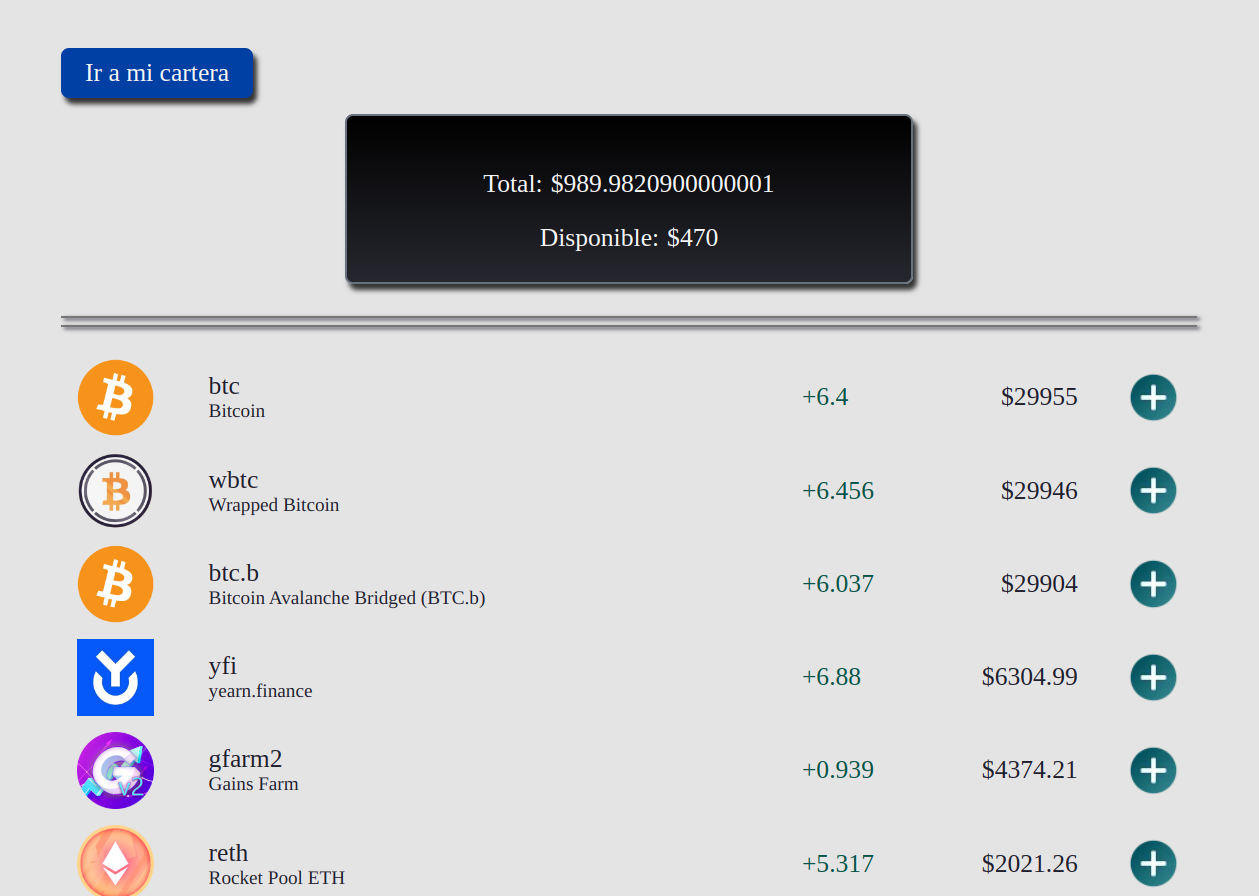 Ir a mi cartera
Total: $989.9820900000001
Disponible: $470
btc
Bitcoin
+6.4
$29955
wbtc
Wrapped Bitcoin
+6.456
$29946
btc.b
Bitcoin Avalanche Bridged (BTC.b)
+6.037
$29904
yfi
yearn.finance
+6.88
$6304.99
gfarm2
Gains Farm
+0.939
$4374.21
v.2
reth
Rocket Pool ETH
+5.317
$2021.26